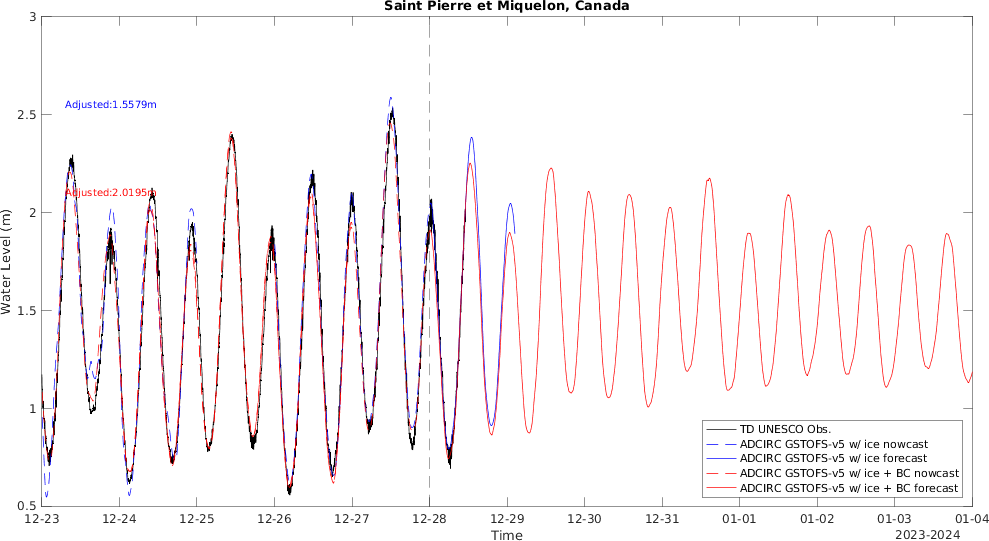 Saint Pierre et Miquelon, Canada
3
2.5
2
1.5
1
0.5
Water Level (m)
Adjusted:1.5579m
Adjusted:2.0195m
TD UNESCO Obs.
ADCIRC GSTOFS-v5 w/ ice nowcast
ADCIRC GSTOFS-v5 w/ ice forecast
ADCIRC GSTOFS-v5 w/ ice + BC nowcast
ADCIRC GSTOFS-v5 w/ ice + BC forecast
12-23 12-24 12-25 12-26 12-27 12-28 12-29 12-30 12-31 01-01 01-02 01-03 01-04
Time
2023-2024